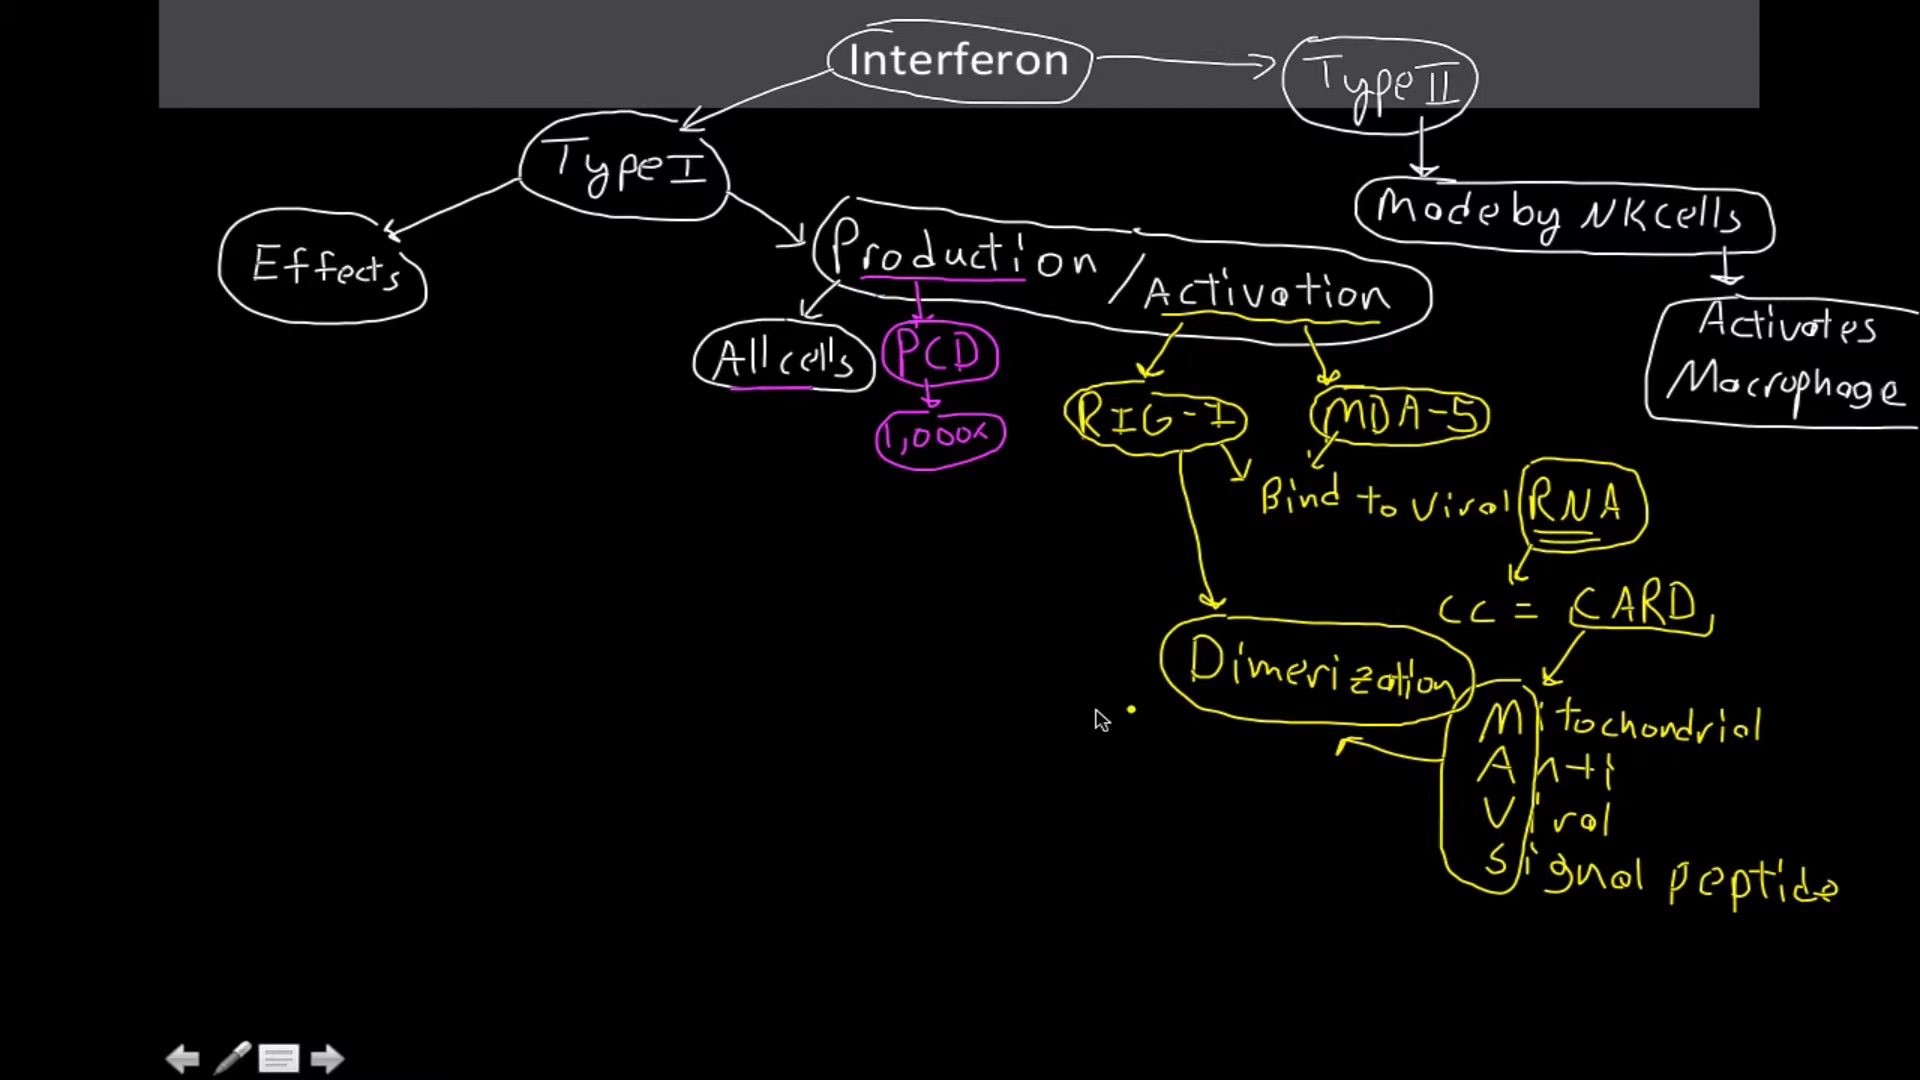 Interferon
Type II
Type I
Made by NK cells
Effects
Production / Activation
Activates
Macrophage
All cells
PCD
1,000x
RIG-I
MDA-5
Bind to Viral RNA
CC = CARD
Dimerization
Mitochondrial
Anti
Viral
Signal peptide